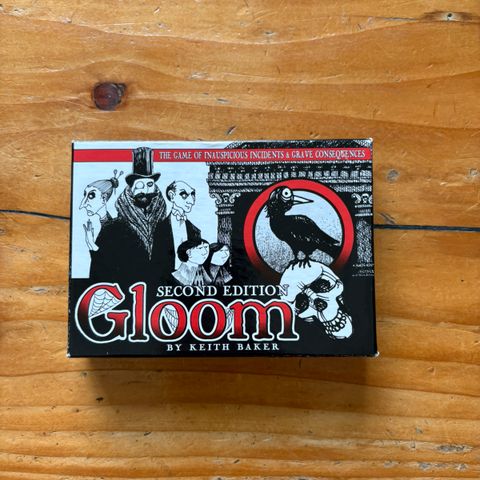 THE GAME OF INAUSPICIOUS INCIDENTS & GRAVE CONSEQUENCES
SECOND EDITION
Gloom
BY KEITH BAKER